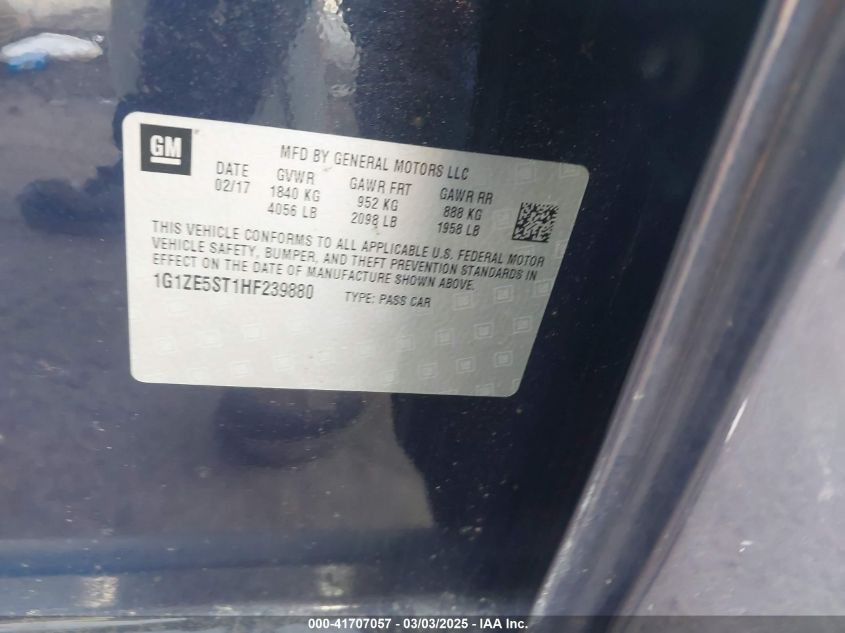 GM
MFD BY GENERAL MOTORS LLC
DATE GVWR GAWR FRT GAWR RR
02/17 1840 KG 952 KG 888 KG
4056 LB 2098 LB 1958 LB
THIS VEHICLE CONFORMS TO ALL APPLICABLE U.S. FEDERAL MOTOR
VEHICLE SAFETY, BUMPER, AND THEFT PREVENTION STANDARDS IN
EFFECT ON THE DATE OF MANUFACTURE SHOWN ABOVE.
1G1ZE5ST1HF239880 TYPE: PASS CAR
000-41707057 - 03/03/2025 - IAA Inc.